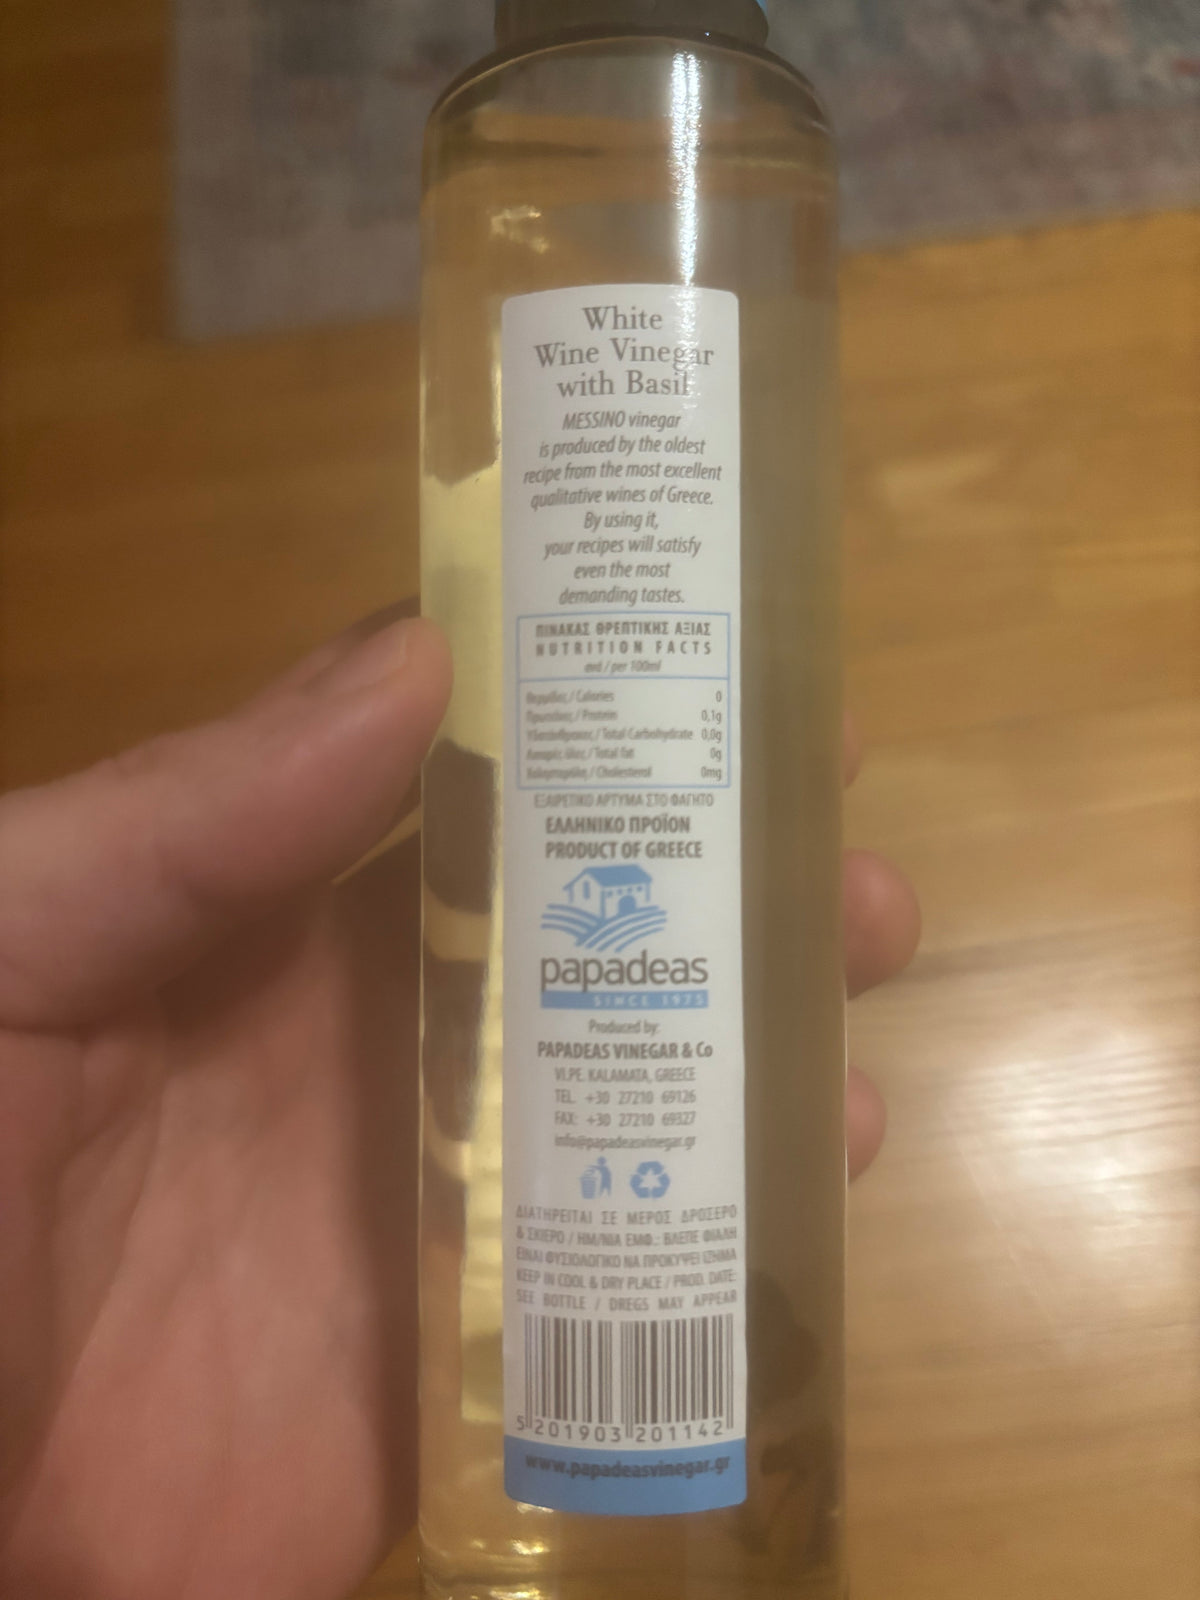 White
Wine Vinegar
with Basil
MESSINO vinegar
is produced by the oldest
recipe from the most excellent
qualitative wines of Greece.
By using it,
your recipes will satisfy
even the most
demanding tastes.
ΠΙΝΑΚΑΣ ΘΡΕΠΤΙΚΗΣ ΑΞΙΑΣ
NUTRITION FACTS
ανά / per 100ml
Θερμίδες / Calories 0
Πρωτεΐνες / Protein 0,1g
Υδατάνθρακες / Total Carbohydrate 0,0g
Λιπαρές ύλες / Total fat 0g
Χοληστερόλη / Cholesterol 0mg
ΕΞΑΙΡΕΤΙΚΟ ΑΡΤΥΜΑ ΣΤΟ ΦΑΓΗΤΟ
ΕΛΛΗΝΙΚΟ ΠΡΟΪΟΝ
PRODUCT OF GREECE
papadeas
SINCE 1975
Produced by:
PAPADEAS VINEGAR & Co
VI.PE. KALAMATA, GREECE
TEL. +30 27210 69126
FAX: +30 27210 69327
info@papadeasvinegar.gr
ΔΙΑΤΗΡΕΙΤΑΙ ΣΕ ΜΕΡΟΣ ΔΡΟΣΕΡΟ
& ΣΚΙΕΡΟ / ΗΜ/ΝΙΑ ΕΜΦ.: ΒΛΕΠΕ ΦΙΑΛΗ
ΕΙΝΑΙ ΦΥΣΙΟΛΟΓΙΚΟ ΝΑ ΠΡΟΚΥΨΕΙ ΙΖΗΜΑ
KEEP IN COOL & DRY PLACE / PROD. DATE:
SEE BOTTLE / DREGS MAY APPEAR
5 201903 201142
www.papadeasvinegar.gr